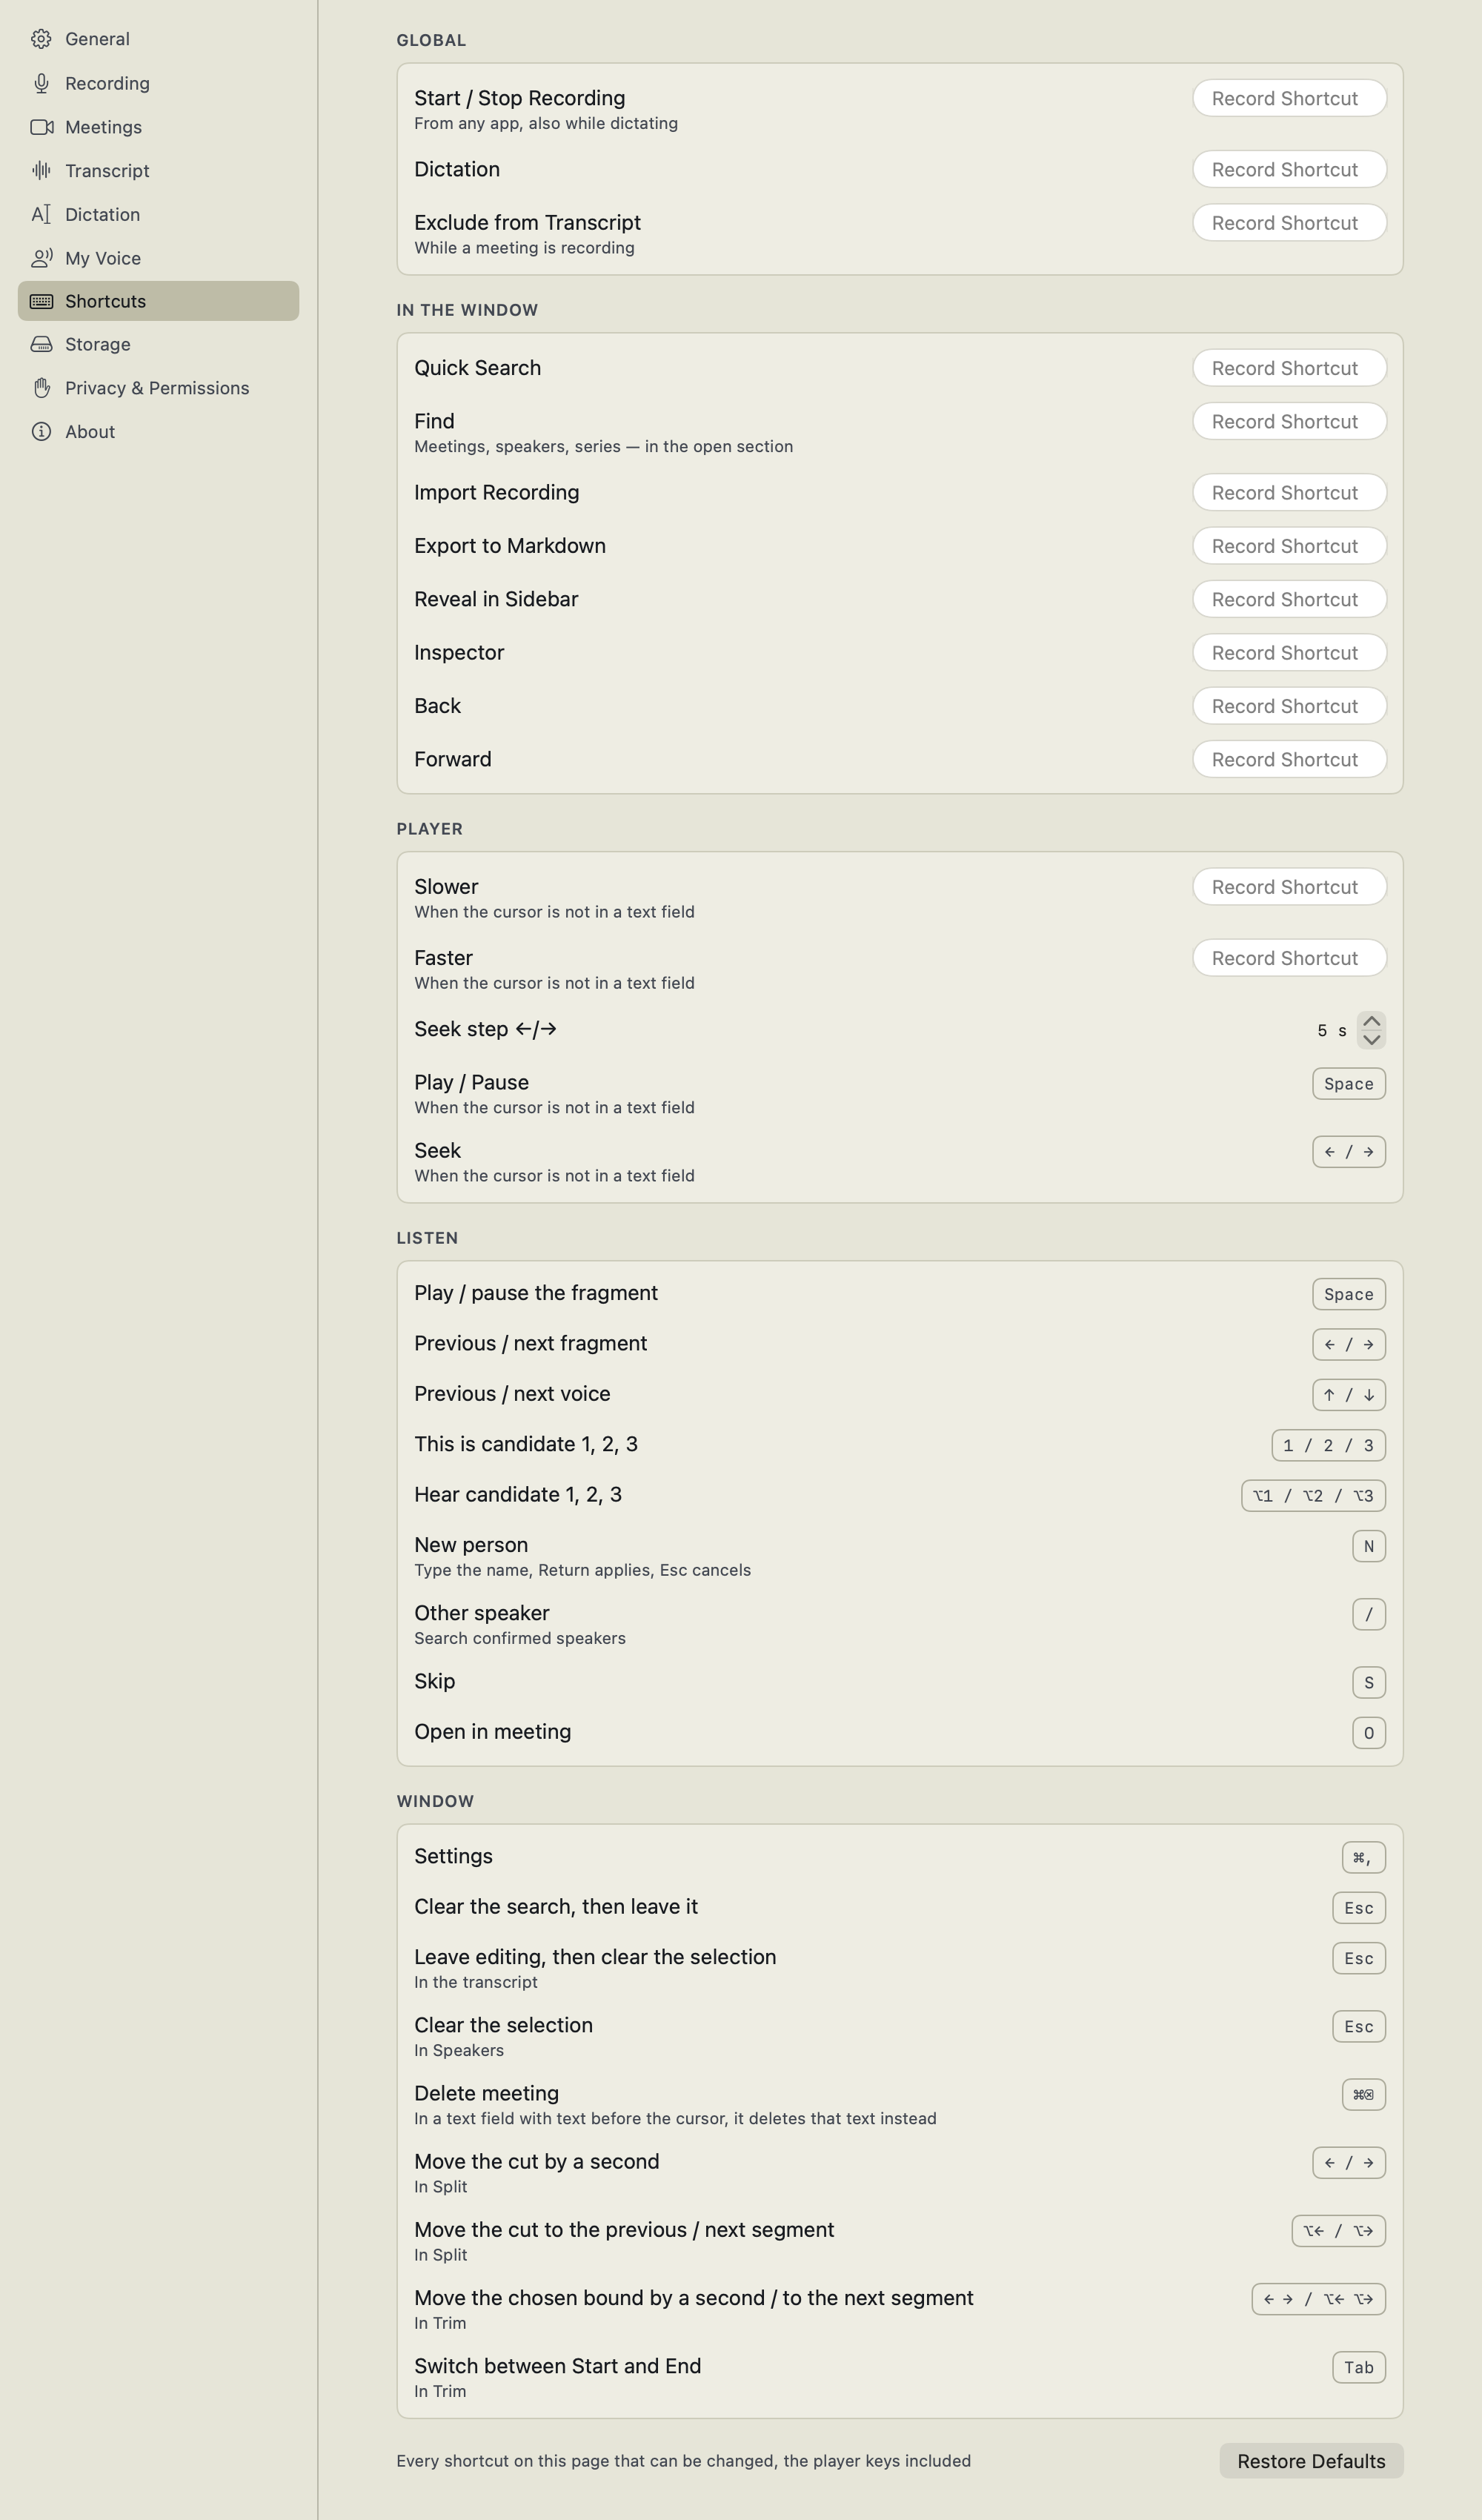 General
Recording
Meetings
Transcript
Dictation
My Voice
Shortcuts
Storage
Privacy & Permissions
About
GLOBAL
Start / Stop Recording
Record Shortcut
From any app, also while dictating
Dictation
Record Shortcut
Exclude from Transcript
Record Shortcut
While a meeting is recording
IN THE WINDOW
Quick Search
Record Shortcut
Find
Record Shortcut
Meetings, speakers, series — in the open section
Import Recording
Record Shortcut
Export to Markdown
Record Shortcut
Reveal in Sidebar
Record Shortcut
Inspector
Record Shortcut
Back
Record Shortcut
Forward
Record Shortcut
PLAYER
Slower
Record Shortcut
When the cursor is not in a text field
Faster
Record Shortcut
When the cursor is not in a text field
Seek step ←/→
5 s
Play / Pause
Space
When the cursor is not in a text field
Seek
← / →
When the cursor is not in a text field
LISTEN
Play / pause the fragment
Space
Previous / next fragment
← / →
Previous / next voice
↑ / ↓
This is candidate 1, 2, 3
1 / 2 / 3
Hear candidate 1, 2, 3
⌥1 / ⌥2 / ⌥3
New person
N
Type the name, Return applies, Esc cancels
Other speaker
/
Search confirmed speakers
Skip
S
Open in meeting
O
WINDOW
Settings
⌘,
Clear the search, then leave it
Esc
Leave editing, then clear the selection
Esc
In the transcript
Clear the selection
Esc
In Speakers
Delete meeting
⌘⌫
In a text field with text before the cursor, it deletes that text instead
Move the cut by a second
← / →
In Split
Move the cut to the previous / next segment
⌥← / ⌥→
In Split
Move the chosen bound by a second / to the next segment
← → / ⌥← ⌥→
In Trim
Switch between Start and End
Tab
In Trim
Every shortcut on this page that can be changed, the player keys included
Restore Defaults